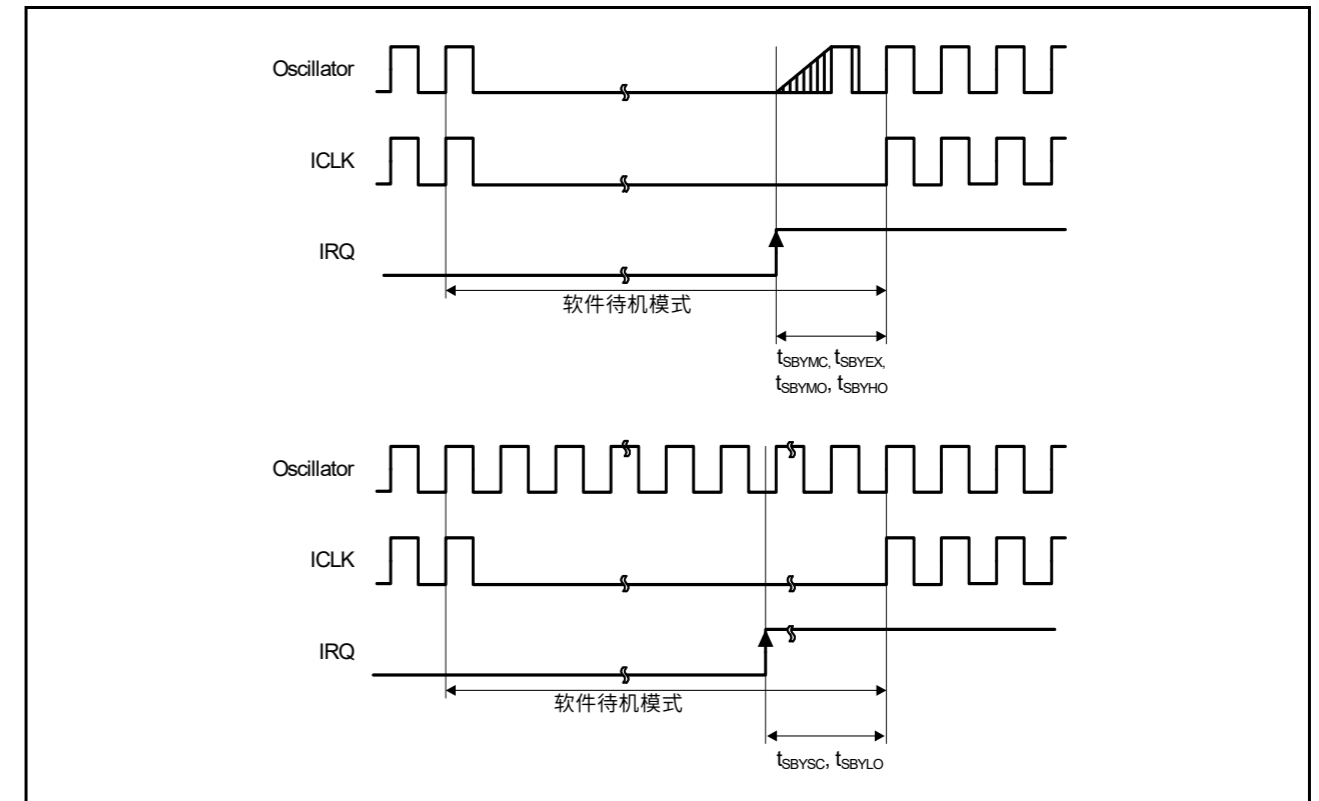 Oscillator
ICLK
IRQ
软件待机模式
tSBYMC, tSBYEX,
tSBYMO, tSBYHO
Oscillator
ICLK
IRQ
软件待机模式
tSBYSC, tSBYLO